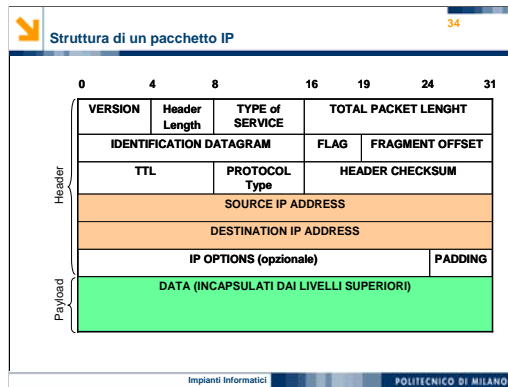 34
Struttura di un pacchetto IP
0 4 8 16 19 24 31
VERSION Header Length TYPE of SERVICE TOTAL PACKET LENGHT
IDENTIFICATION DATAGRAM FLAG FRAGMENT OFFSET
TTL PROTOCOL Type HEADER CHECKSUM
SOURCE IP ADDRESS
DESTINATION IP ADDRESS
IP OPTIONS (opzionale) PADDING
DATA (INCAPSULATI DAI LIVELLI SUPERIORI)
Header
Payload
Impianti Informatici
POLITECNICO DI MILANO